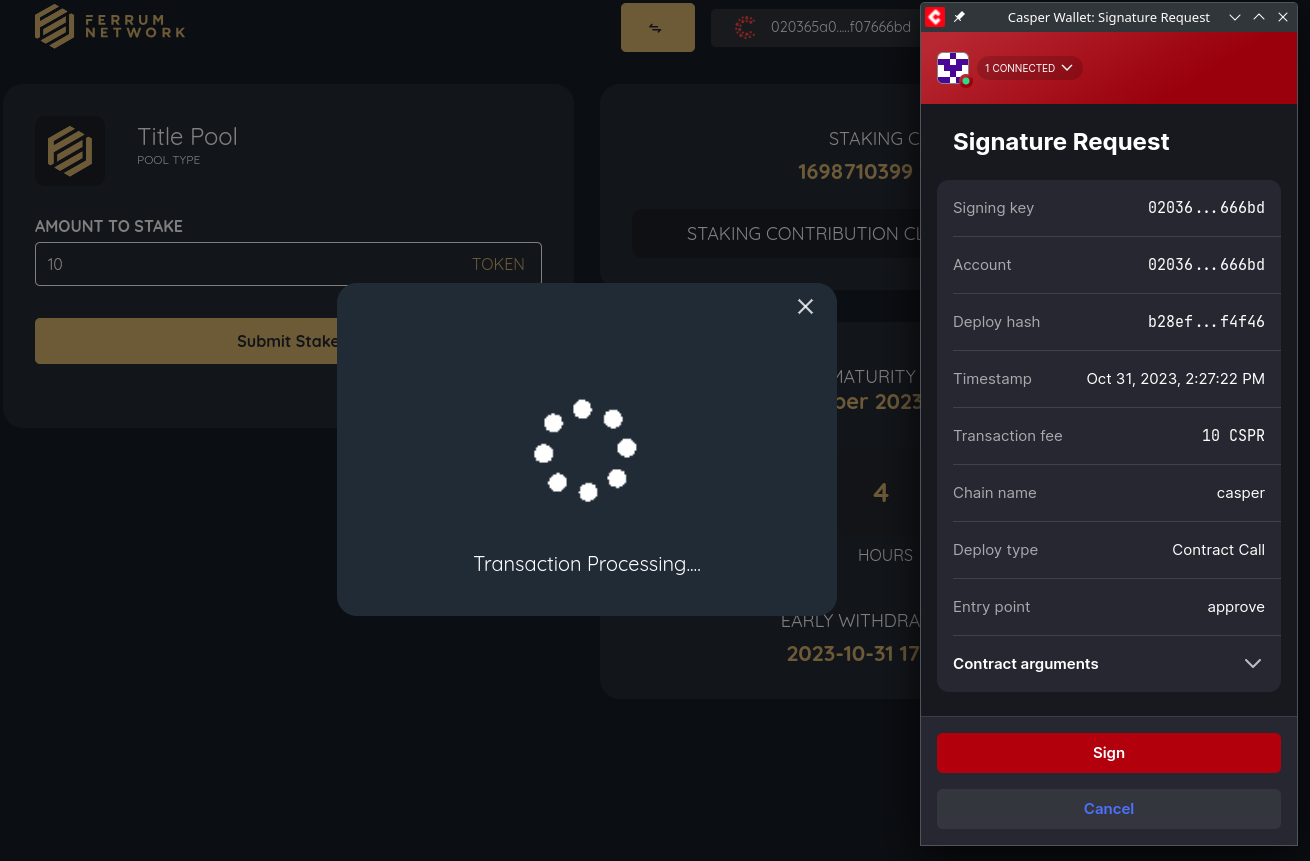 FERRUM
NETWORK
020365a0.....f07666bd
Title Pool
POOL TYPE
AMOUNT TO STAKE
10 TOKEN
Submit Stake
STAKING C
1698710399
STAKING CONTRIBUTION CL
MATURITY
ber 2023
4
HOURS
EARLY WITHDRA
2023-10-31 17
Transaction Processing....
Casper Wallet: Signature Request
1 CONNECTED
Signature Request
Signing key 02036...666bd
Account 02036...666bd
Deploy hash b28ef...f4f46
Timestamp Oct 31, 2023, 2:27:22 PM
Transaction fee 10 CSPR
Chain name casper
Deploy type Contract Call
Entry point approve
Contract arguments
Sign
Cancel